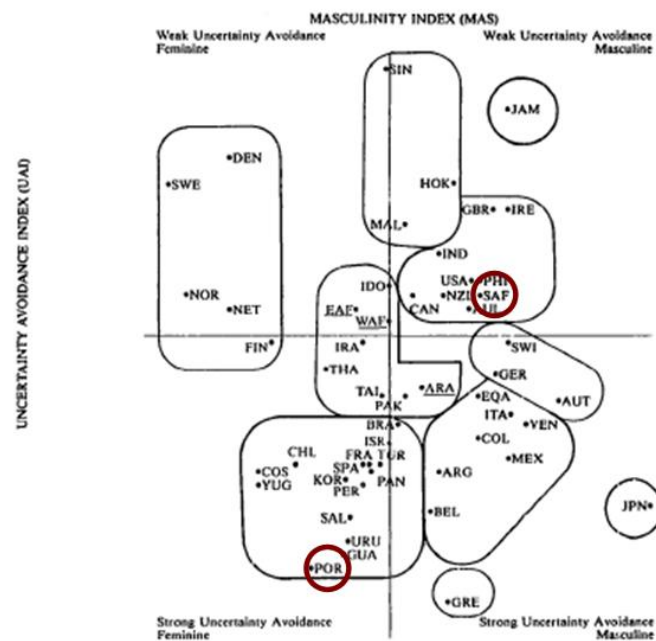 MASCULINITY INDEX (MAS)
Weak Uncertainty Avoidance
Feminine
Weak Uncertainty Avoidance
Masculine
UNCERTAINTY AVOIDANCE INDEX (UAI)
SIN
JAM
DEN
SWE
HOK
GBR
IRE
MAL
IND
USA
PHI
IDO
NOR
CAN
NZL
SAF
NET
EAF
AUL
WAF
FIN
IRA
SWI
THA
GER
ARA
TAI
PAK
EQA
AUT
ITA
BRA
VEN
ISR
COL
CHL
FRA
TUR
MEX
COS
SPA
ARG
YUG
KOR
PAN
PER
JPN
BEL
SAL
URU
GUA
POR
GRE
Strong Uncertainty Avoidance
Feminine
Strong Uncertainty Avoidance
Masculine